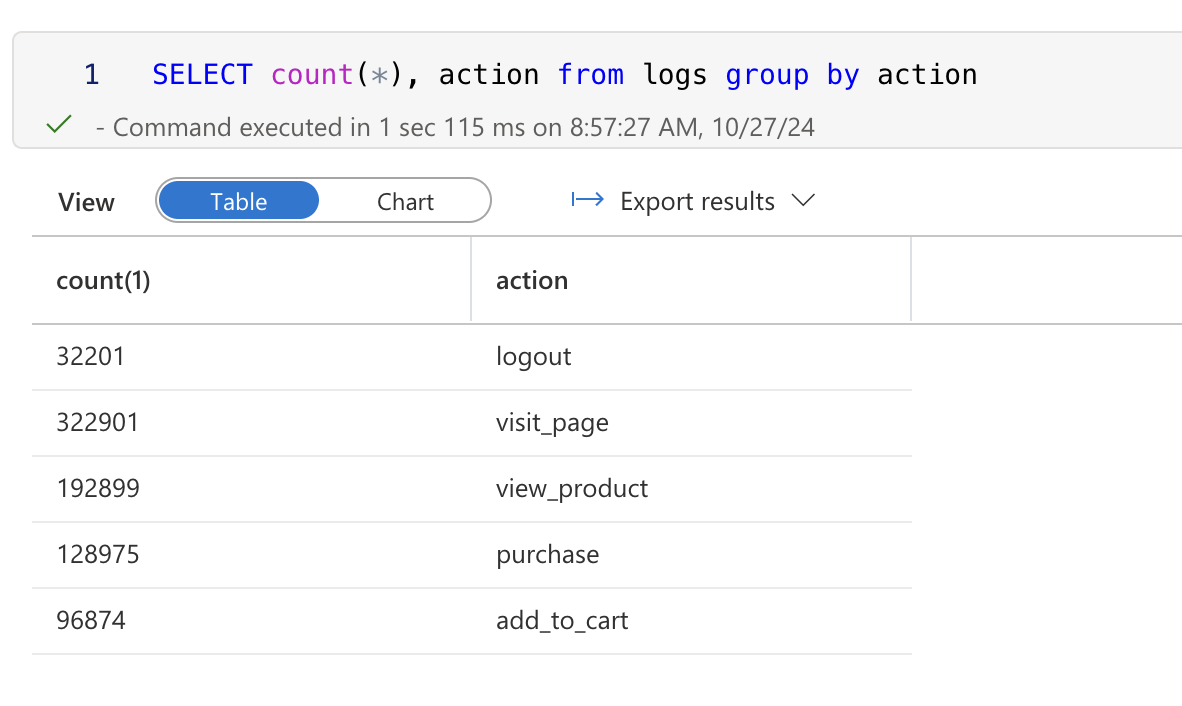 1 SELECT count(*), action from logs group by action
- Command executed in 1 sec 115 ms on 8:57:27 AM, 10/27/24
View Table Chart Export results
count(1) action
32201 logout
322901 visit_page
192899 view_product
128975 purchase
96874 add_to_cart